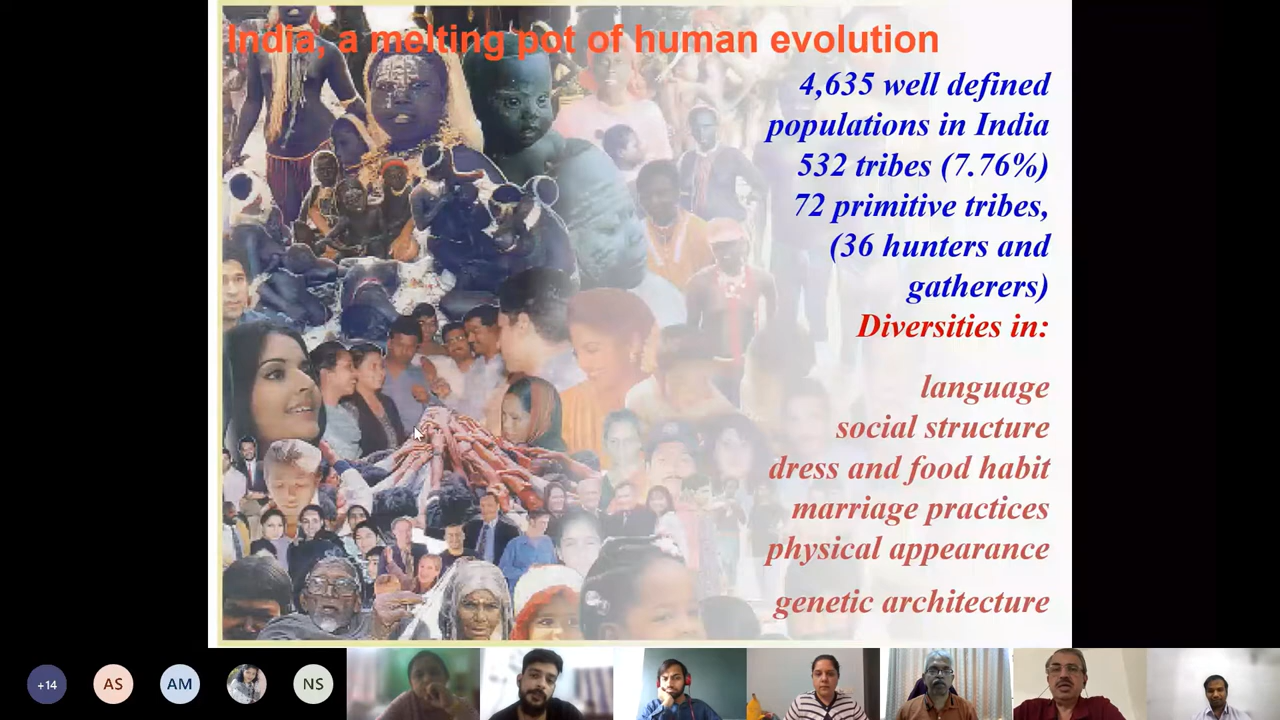 India, a melting pot of human evolution
4,635 well defined
populations in India
532 tribes (7.76%)
72 primitive tribes,
(36 hunters and
gatherers)
Diversities in:
language
social structure
dress and food habit
marriage practices
physical appearance
genetic architecture
+14
AS
AM
NS